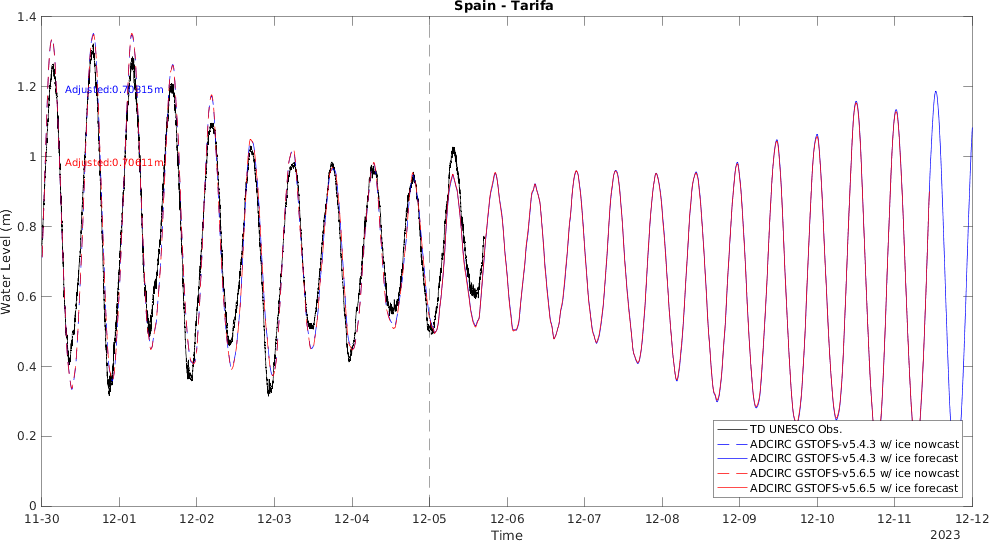 Spain - Tarifa
1.4
1.2
1
0.8
0.6
0.4
0.2
0
Water Level (m)
Adjusted:0.70815m
Adjusted:0.70611m
TD UNESCO Obs.
ADCIRC GSTOFS-v5.4.3 w/ ice nowcast
ADCIRC GSTOFS-v5.4.3 w/ ice forecast
ADCIRC GSTOFS-v5.6.5 w/ ice nowcast
ADCIRC GSTOFS-v5.6.5 w/ ice forecast
11-30 12-01 12-02 12-03 12-04 12-05 12-06 12-07 12-08 12-09 12-10 12-11 12-12
Time
2023